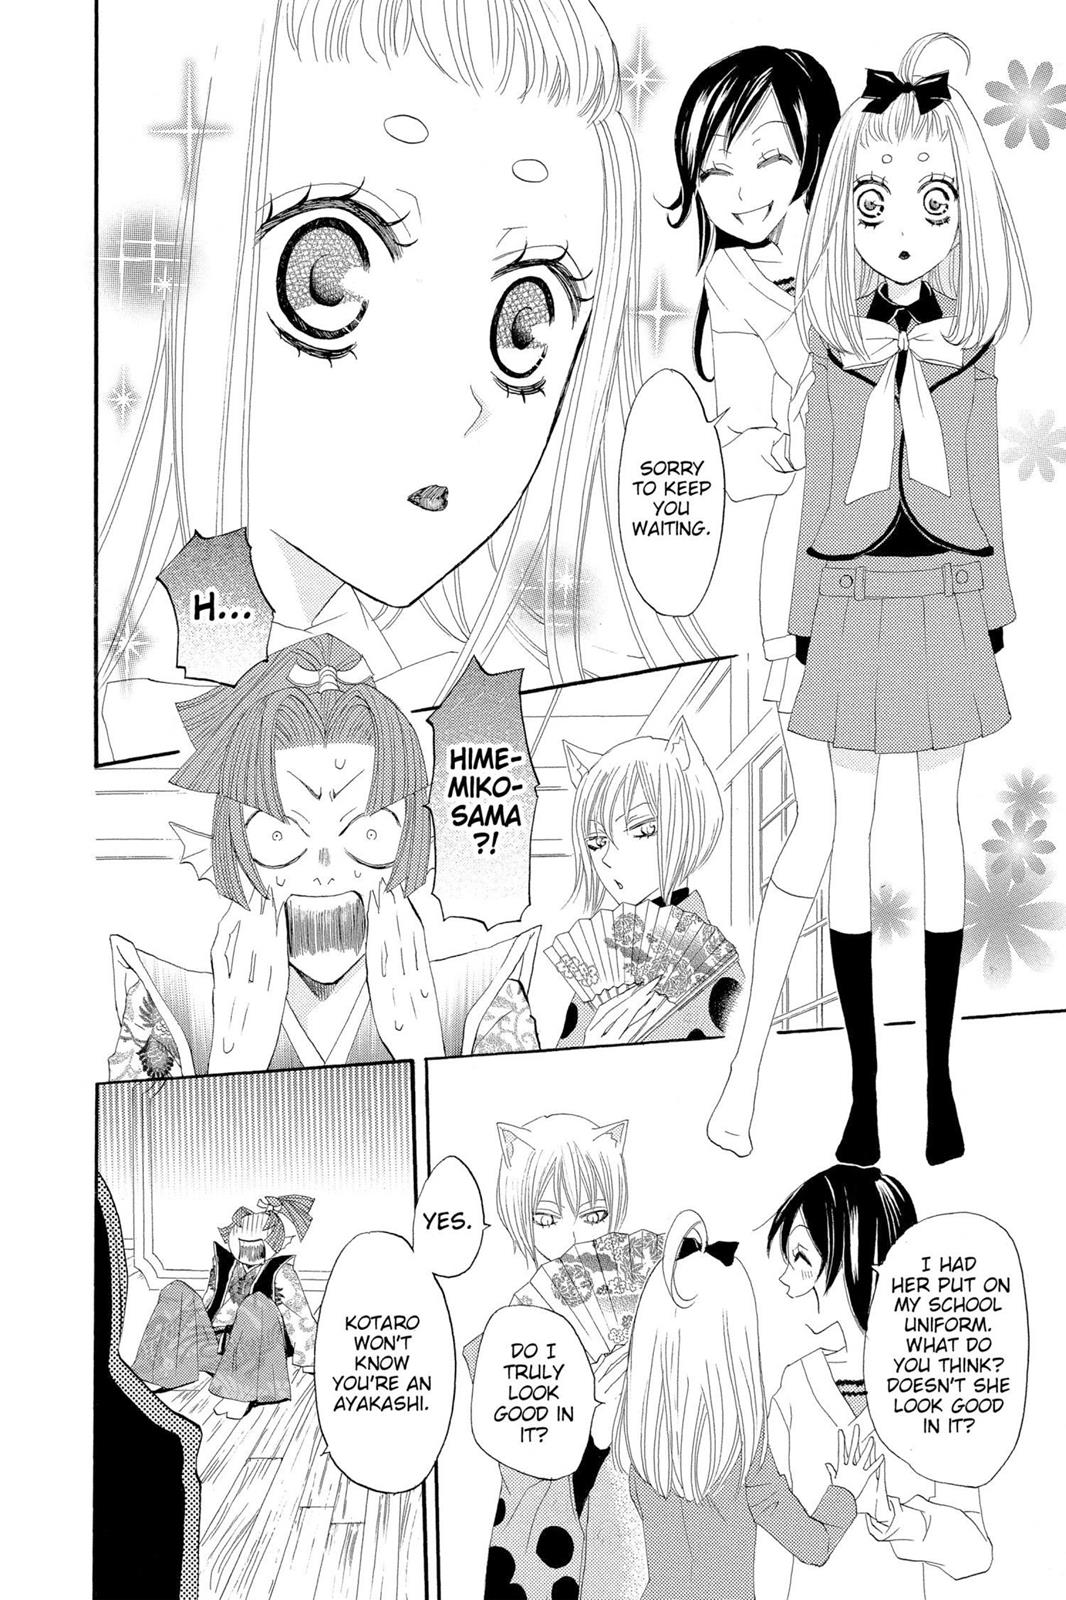 SORRY
TO KEEP
YOU
WAITING.
H...
HIME-
MIKO-
SAMA
?!
I HAD
HER PUT ON
MY SCHOOL
UNIFORM.
WHAT DO
YOU THINK?
DOESN'T SHE
LOOK GOOD
IN IT?
DO I
TRULY
LOOK
GOOD IN
IT?
YES.
KOTARO
WON'T
KNOW
YOU'RE AN
AYAKASHI.